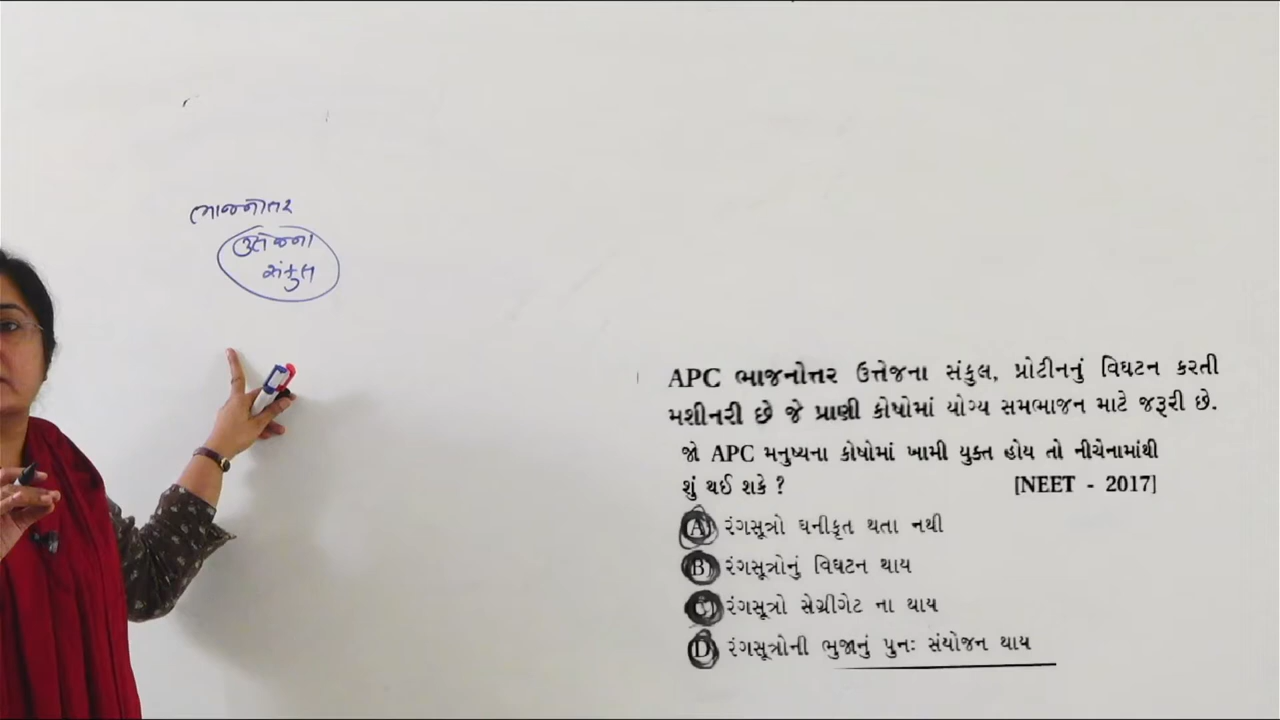 ભાજનોત્તર
ઉત્તેજના
સંકુલ
APC ભાજનોત્તર ઉત્તેજના સંકુલ, પ્રોટીનનું વિઘટન કરતી
મશીનરી છે જે પ્રાણી કોષોમાં યોગ્ય સમભાજન માટે જરૂરી છે.
જો APC મનુષ્યના કોષોમાં ખામી યુક્ત હોય તો નીચેનામાંથી
શું થઈ શકે ? [NEET - 2017]
(A) રંગસૂત્રો ઘનીકૃત થતા નથી
(B) રંગસૂત્રોનું વિઘટન થાય
(C) રંગસૂત્રો સેગ્રીગેટ ના થાય
(D) રંગસૂત્રોની ભુજાનું પુનઃ સંયોજન થાય